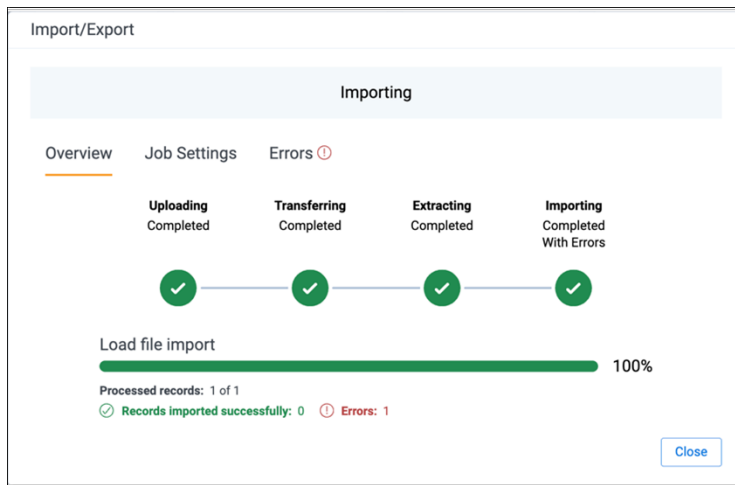 Import/Export
Importing
Overview Job Settings Errors
Uploading Transferring Extracting Importing
Completed Completed Completed Completed
With Errors
Load file import
100%
Processed records: 1 of 1
Records imported successfully: 0 Errors: 1
Close